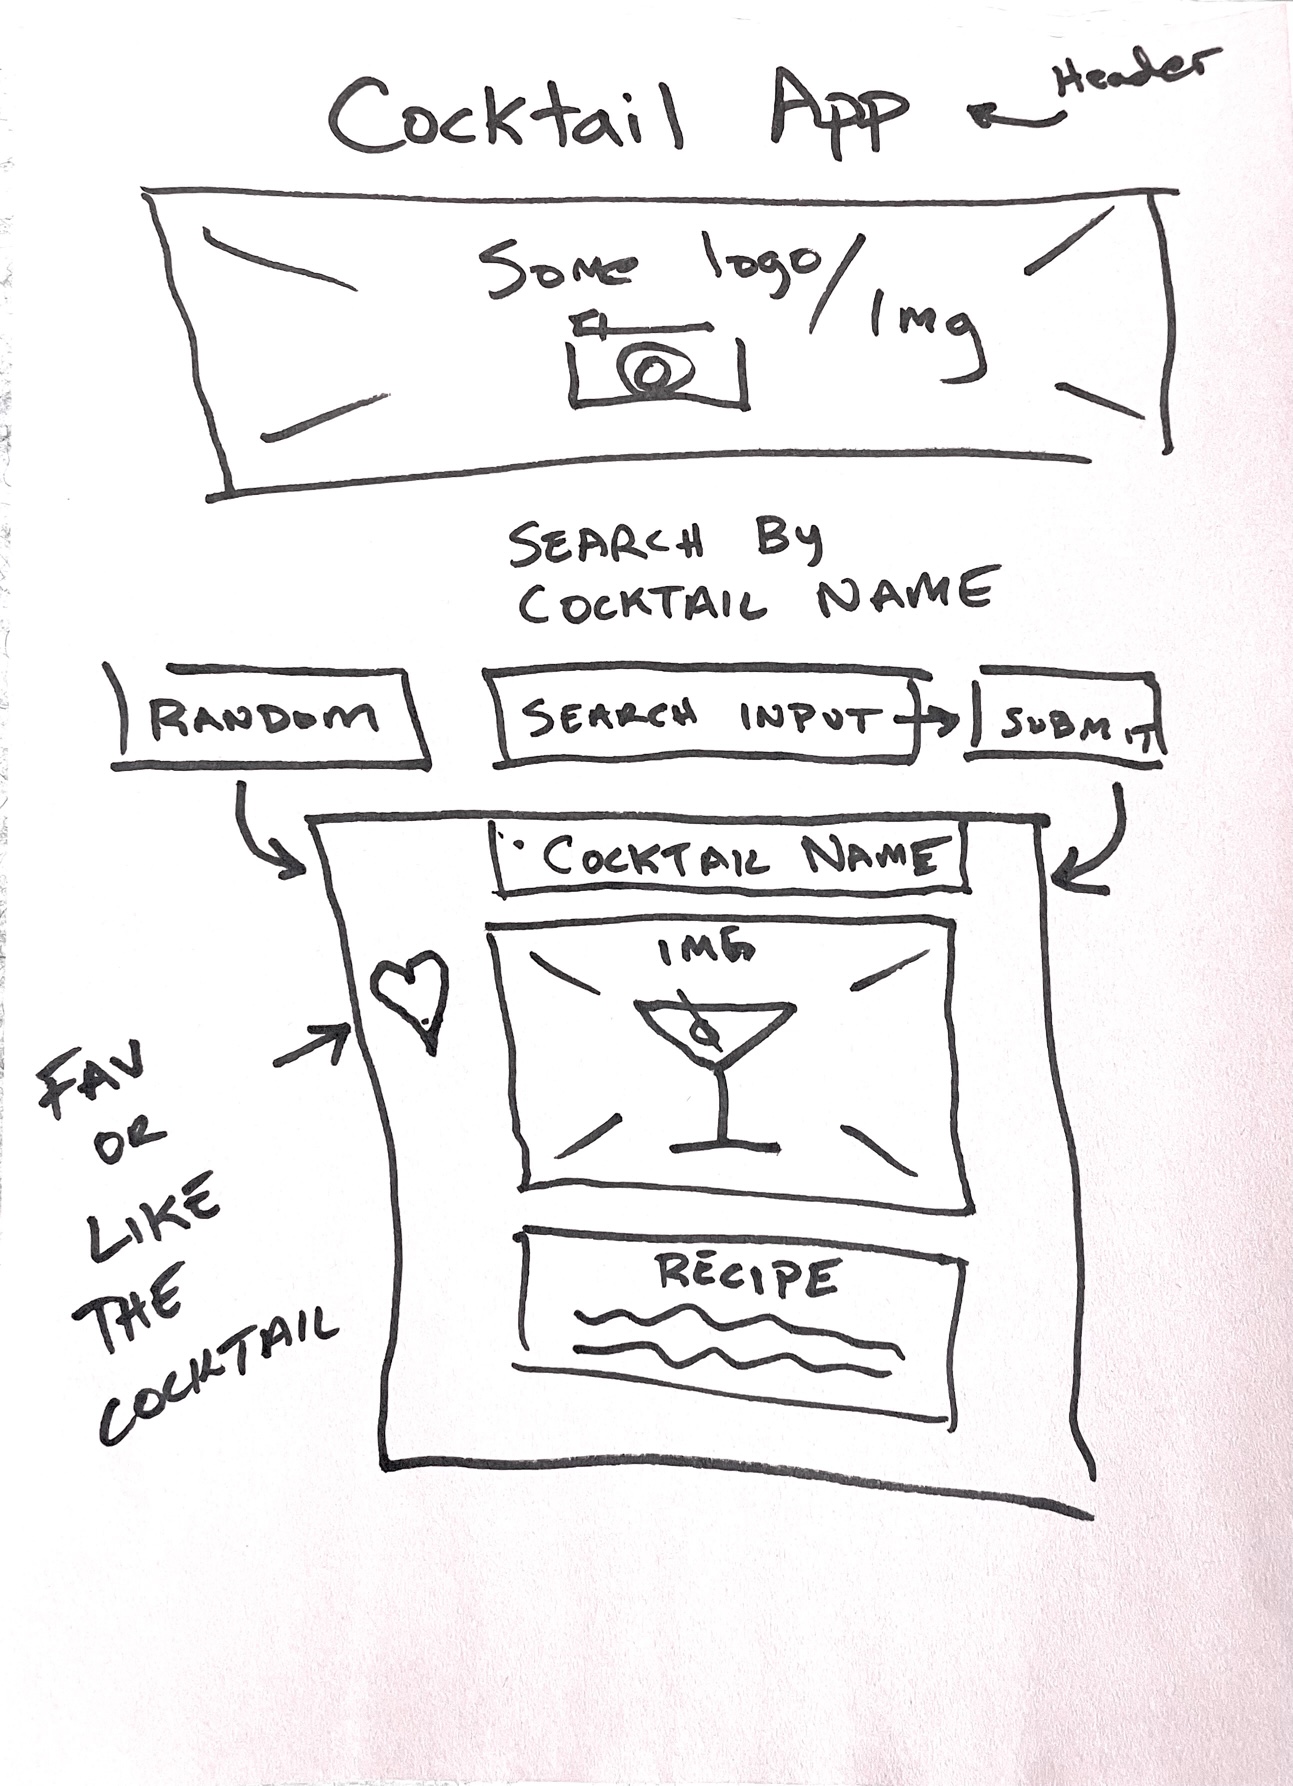 Cocktail App
Header
Some logo/
Img
SEARCH By
COCKTAIL NAME
RANDOM
SEARCH INPUT
SUBMIT
COCKTAIL NAME
IMG
FAV
OR
LIKE
THE
COCKTAIL
RECIPE